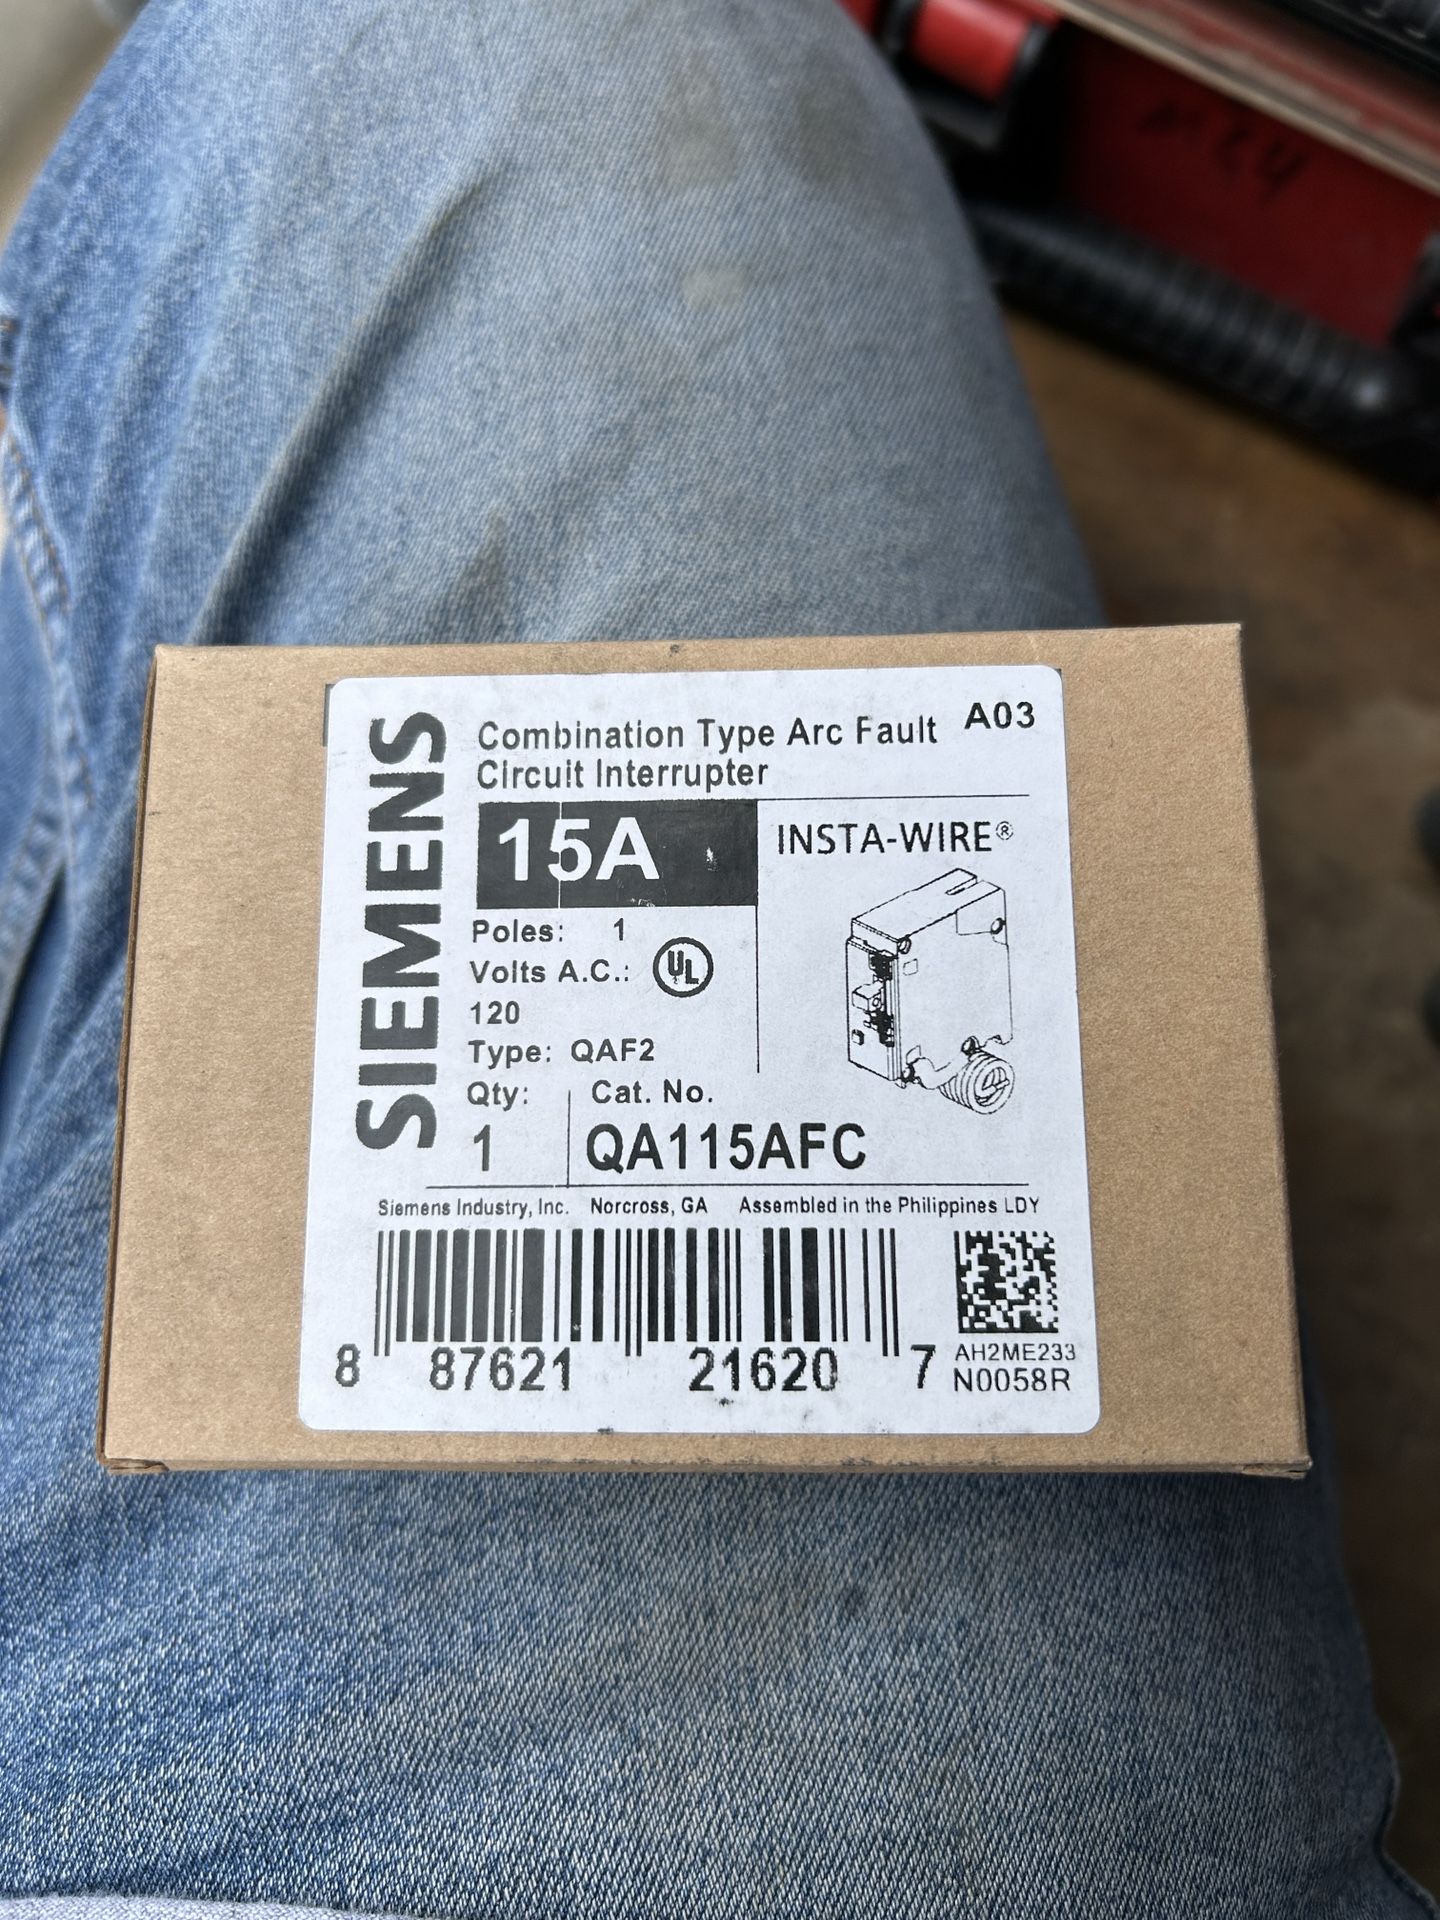 SIEMENS
Combination Type Arc Fault A03
Circuit Interrupter
15A
INSTA-WIRE®
Poles: 1
Volts A.C.:
UL
120
Type: QAF2
Qty: Cat. No.
1 QA115AFC
Siemens Industry, Inc. Norcross, GA Assembled in the Philippines LDY
8 87621 21620 7
AH2ME233
N0058R